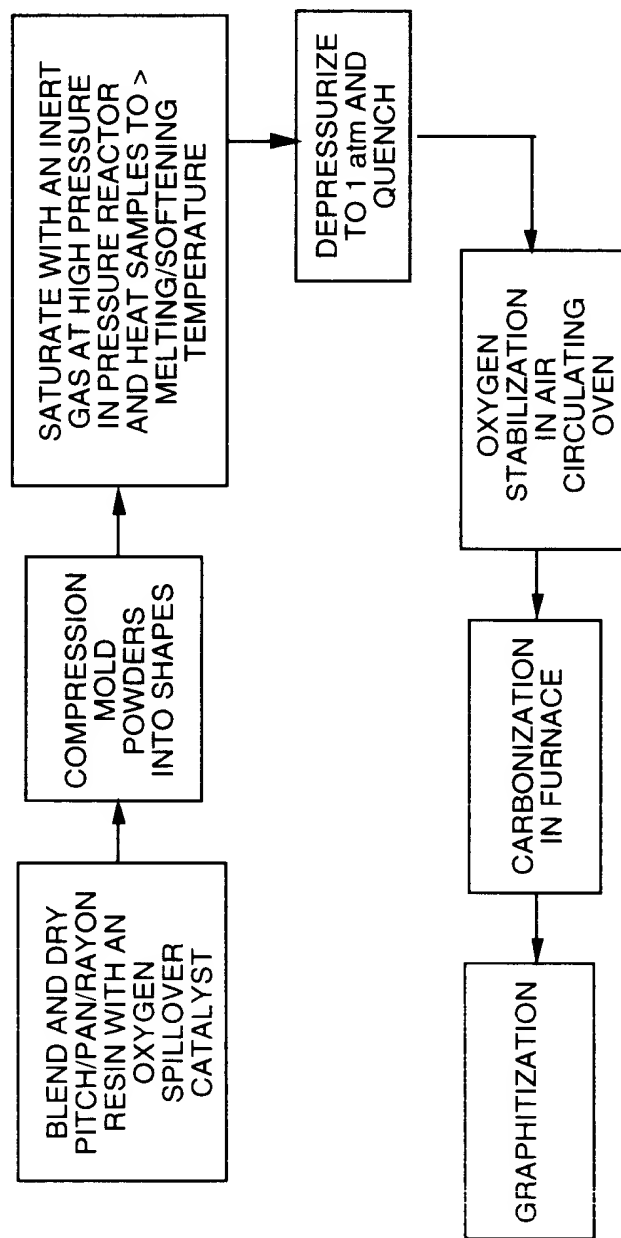 BLEND AND DRY
PITCH/PAN/RAYON
RESIN WITH AN
OXYGEN
SPILLOVER
CATALYST
COMPRESSION
MOLD
POWDERS
INTO SHAPES
SATURATE WITH AN INERT
GAS AT HIGH PRESSURE
IN PRESSURE REACTOR
AND HEAT SAMPLES TO >
MELTING/SOFTENING
TEMPERATURE
DEPRESSURIZE
TO 1 atm AND
QUENCH
OXYGEN
STABILIZATION
IN AIR
CIRCULATING
OVEN
CARBONIZATION
IN FURNACE
GRAPHITIZATION